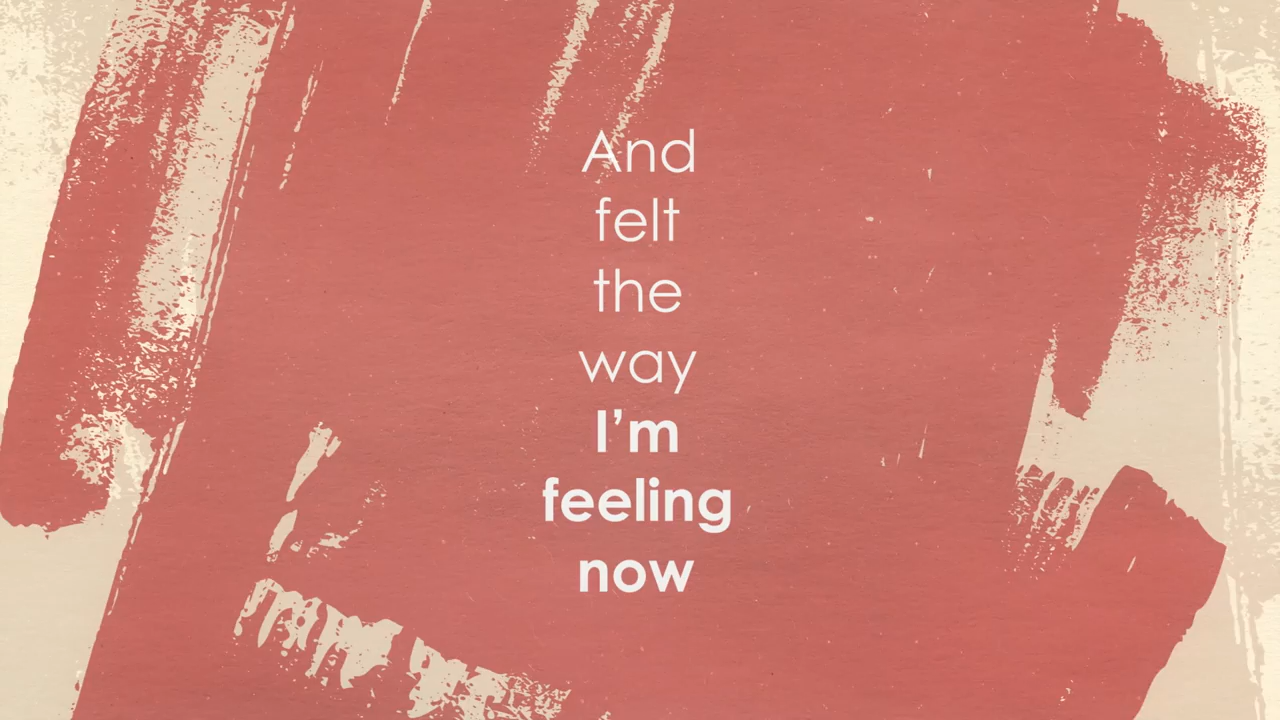 And
felt
the
way
I’m
feeling
now